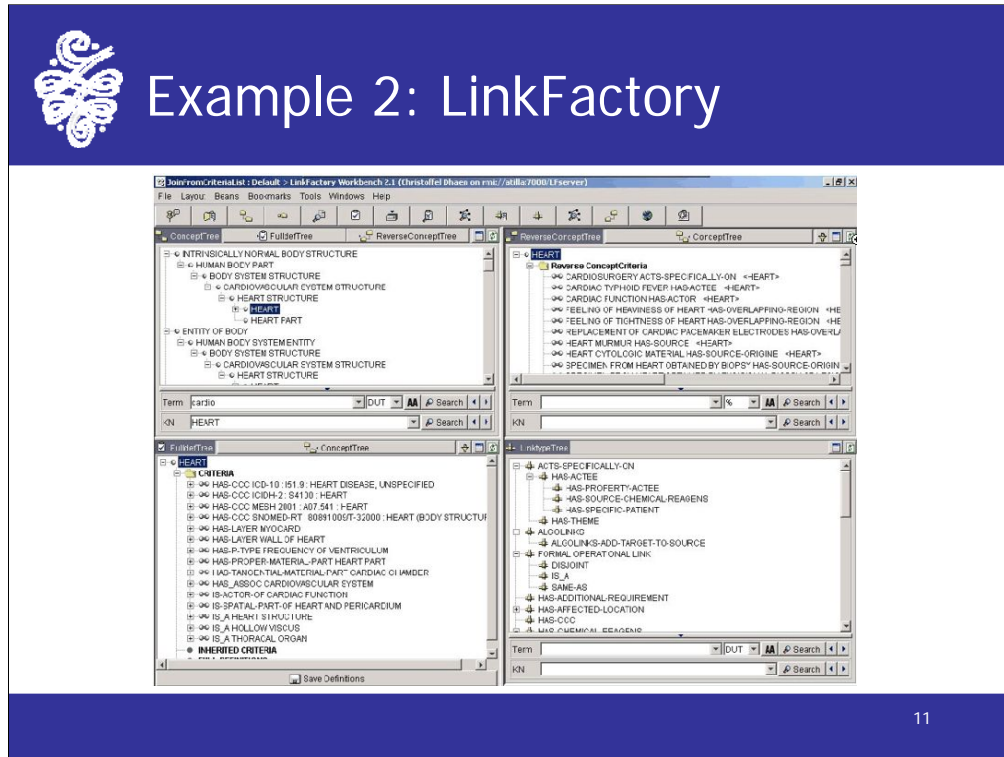 Example 2: LinkFactory
JoinFromCriteriaList : Default > LinkFactory Workbench 2.1 (Christoffel Dhaen on rmi://atilla:7000/LFserver)
File Layout Beans Bookmarks Tools Windows Help
ConceptTree FulldefTree ReverseConceptTree
INTRINSICALLY NORMAL BODY STRUCTURE
HUMAN BODY PART
BODY SYSTEM STRUCTURE
CARDIOVASCULAR SYSTEM STRUCTURE
HEART STRUCTURE
HEART
HEART PART
ENTITY OF BODY
HUMAN BODY SYSTEM ENTITY
BODY SYSTEM STRUCTURE
CARDIOVASCULAR SYSTEM STRUCTURE
HEART STRUCTURE
HEART
Term cardio DUT AA Search
KN HEART Search
ReverseConceptTree ConceptTree
HEART
Reverse ConceptCriteria
CARDIOSURGERY ACTS-SPECIFICALLY-ON <HEART>
CARDIAC TYPHOID FEVER HAS-ACTEE <HEART>
CARDIAC FUNCTION HAS-ACTOR <HEART>
FEELING OF HEAVINESS OF HEART HAS-OVERLAPPING-REGION <HE
FEELING OF TIGHTNESS OF HEART HAS-OVERLAPPING-REGION <HE
REPLACEMENT OF CARDIAC PACEMAKER ELECTRODES HAS-OVERL
HEART MURMUR HAS-SOURCE <HEART>
HEART CYTOLOGIC MATERIAL HAS-SOURCE-ORIGINE <HEART>
SPECIMEN FROM HEART OBTAINED BY BIOPSY HAS-SOURCE-ORIGIN
Term % AA Search
KN Search
FulldefTree ConceptTree
HEART
CRITERIA
HAS-CCC ICD-10 : I51.9 : HEART DISEASE, UNSPECIFIED
HAS-CCC ICIDH-2 : S4100 : HEART
HAS-CCC MESH 2001 : A07.541 : HEART
HAS-CCC SNOMED-RT 80891009/T-32000 : HEART (BODY STRUCTUR
HAS-LAYER MYOCARD
HAS-LAYER WALL OF HEART
HAS-P-TYPE FREQUENCY OF VENTRICULUM
HAS-PROPER-MATERIAL-PART HEART PART
HAS-TANGENTIAL-MATERIAL-PART CARDIAC CHAMBER
HAS_ASSOC CARDIOVASCULAR SYSTEM
IS-ACTOR-OF CARDIAC FUNCTION
IS-SPATIAL-PART-OF HEART AND PERICARDIUM
IS_A HEART STRUCTURE
IS_A HOLLOW VISCUS
IS_A THORACAL ORGAN
INHERITED CRITERIA
FULL DEFINITIONS
Save Definitions
LinktypeTree
ACTS-SPECIFICALLY-ON
HAS-ACTEE
HAS-PROPERTY-ACTEE
HAS-SOURCE-CHEMICAL-REAGENS
HAS-SPECIFIC-PATIENT
HAS-THEME
ALGOLINKS
ALGOLINKS-ADD-TARGET-TO-SOURCE
FORMAL OPERATIONAL LINK
DISJOINT
IS_A
SAME-AS
HAS-ADDITIONAL-REQUIREMENT
HAS-AFFECTED-LOCATION
HAS-CCC
HAS-CHEMICAL-REAGENS
Term DUT AA Search
KN Search
11